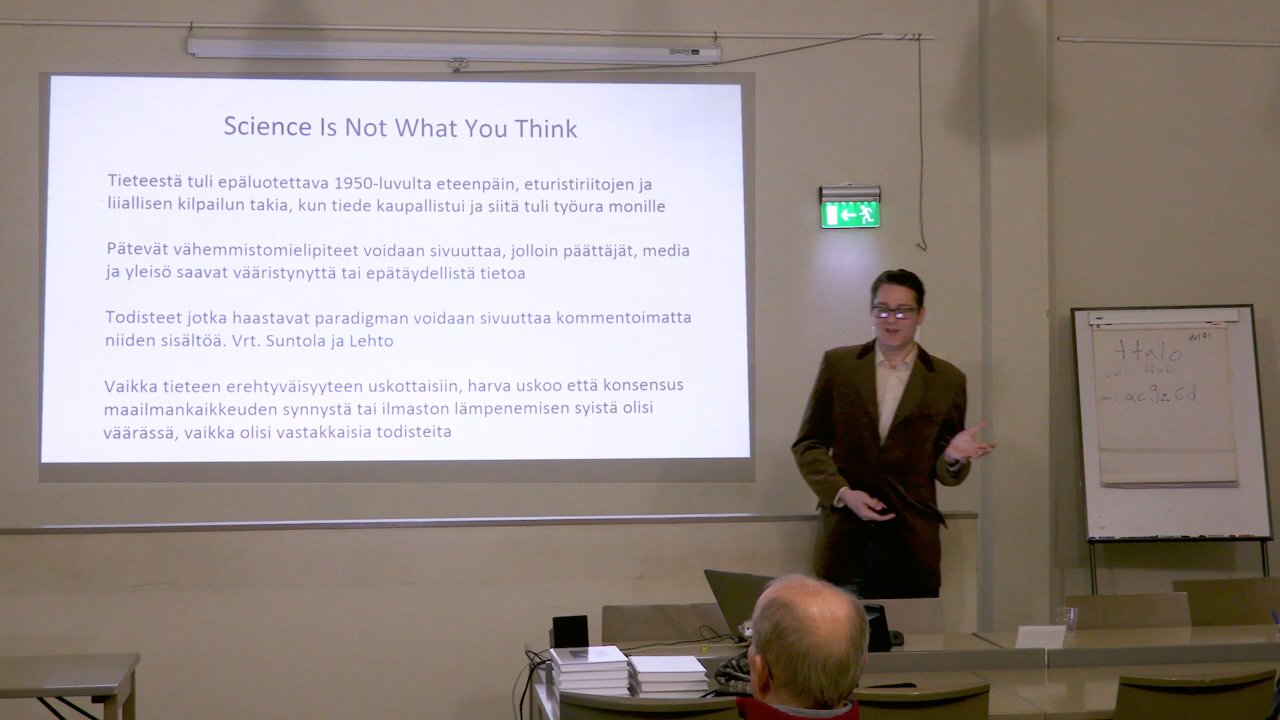 Science Is Not What You Think
Tieteestä tuli epäluotettava 1950-luvulta eteenpäin, eturistiriitojen ja
liiallisen kilpailun takia, kun tiede kaupallistui ja siitä tuli työura monille
Pätevät vähemmistomielipiteet voidaan sivuuttaa, jolloin päättäjät, media
ja yleisö saavat vääristynyttä tai epätäydellistä tietoa
Todisteet jotka haastavat paradigman voidaan sivuuttaa kommentoimatta
niiden sisältöä. Vrt. Suntola ja Lehto
Vaikka tieteen erehtyväisyyteen uskottaisiin, harva uskoo että konsensus
maailmankaikkeuden synnystä tai ilmaston lämpenemisen syistä olisi
väärässä, vaikka olisi vastakkaisia todisteita
WIFI
ttalo